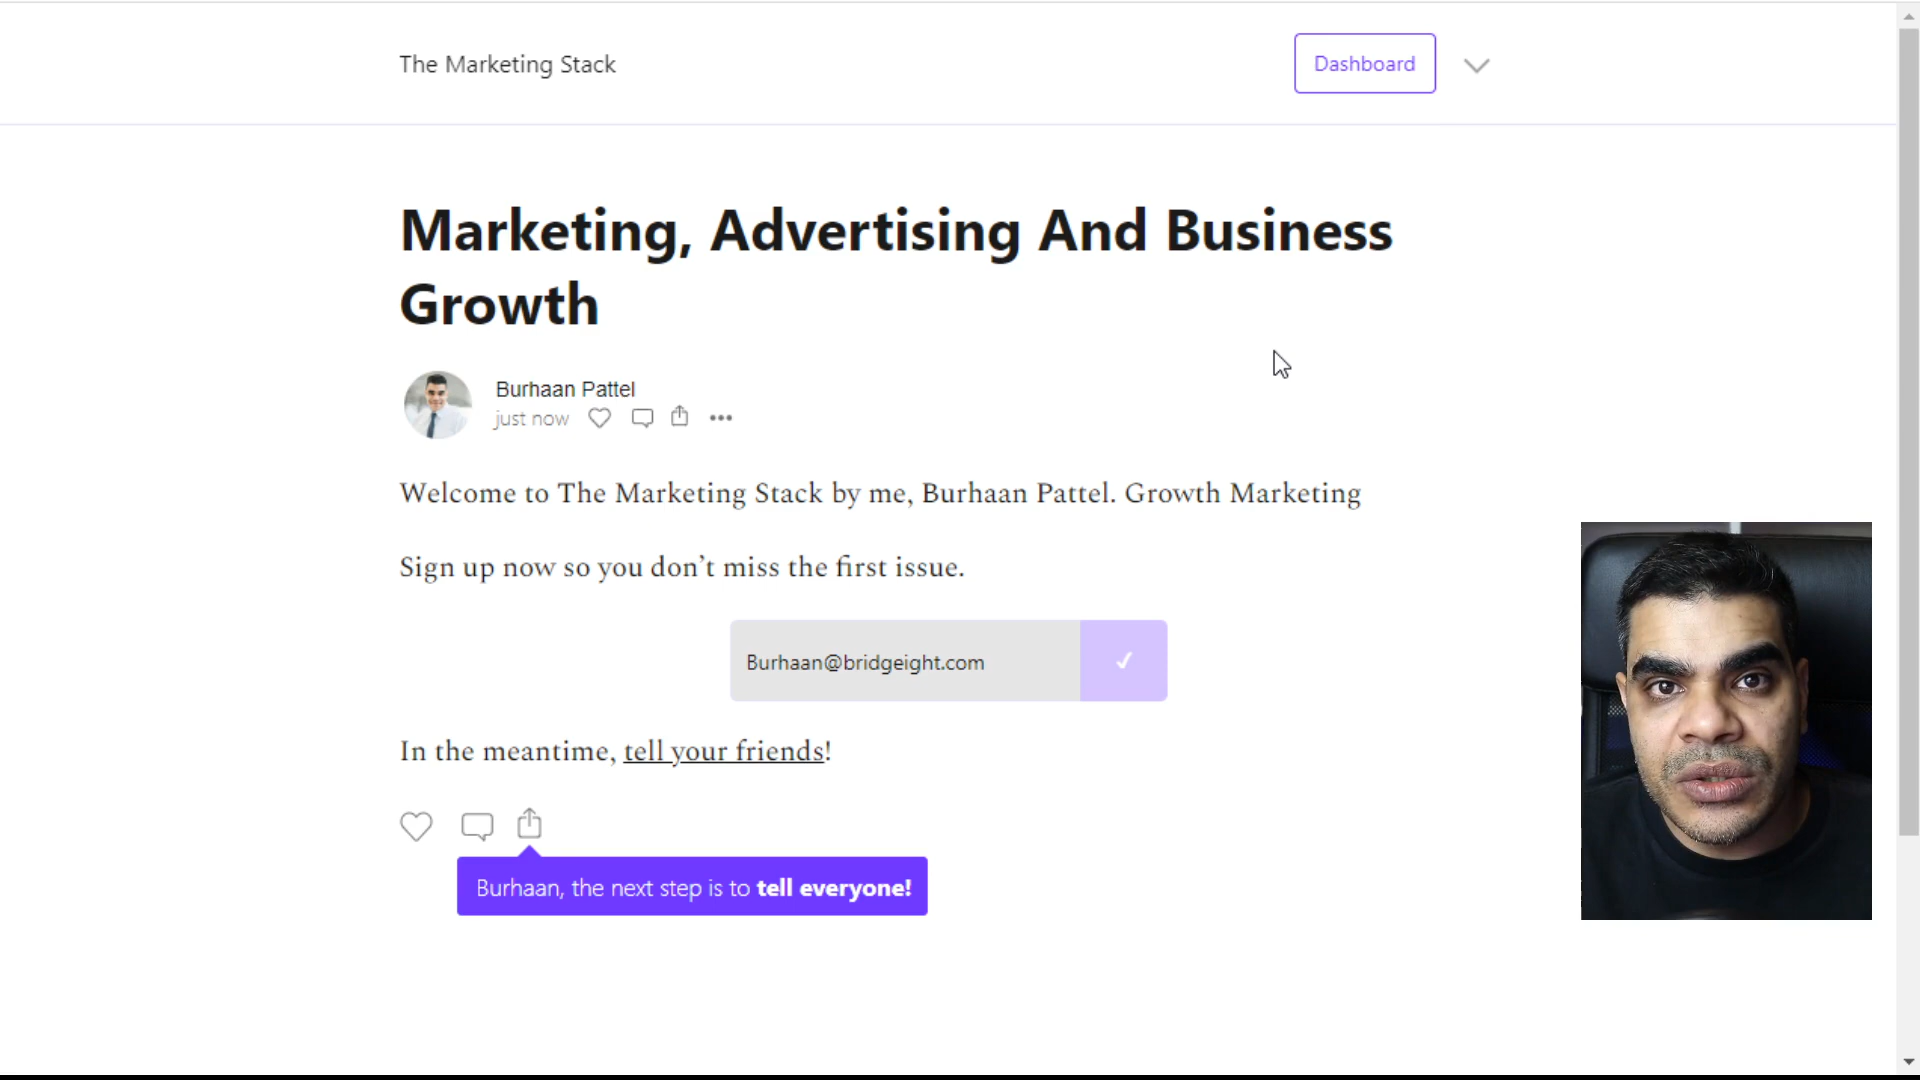 The Marketing Stack
Dashboard
Marketing, Advertising And Business
Growth
Burhaan Pattel
just now
Welcome to The Marketing Stack by me, Burhaan Pattel. Growth Marketing
Sign up now so you don’t miss the first issue.
Burhaan@bridgeight.com
In the meantime, tell your friends!
Burhaan, the next step is to tell everyone!